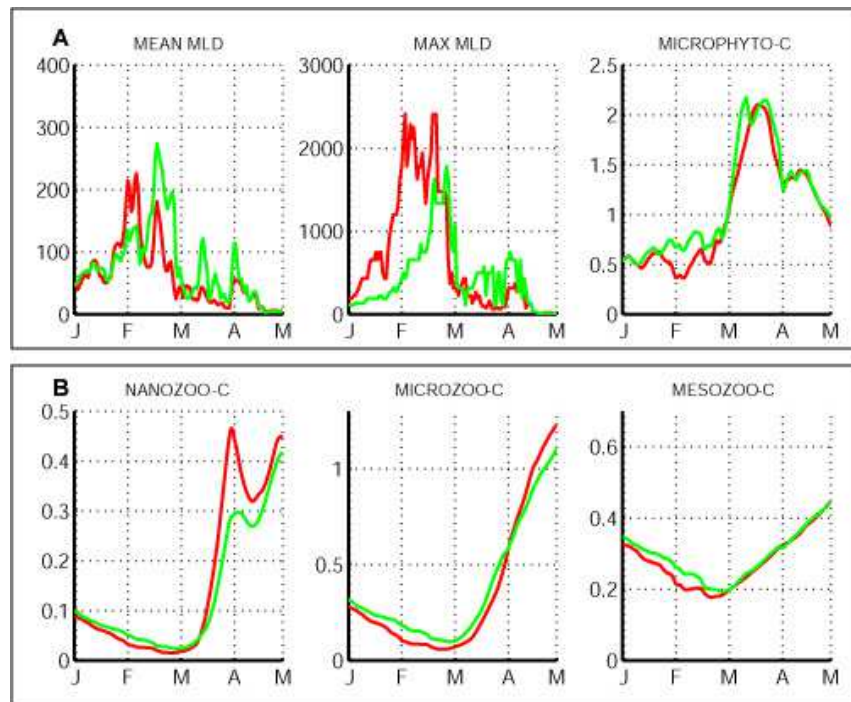 A
MEAN MLD
400
300
200
100
0
J F M A M
MAX MLD
3000
2000
1000
0
J F M A M
MICROPHYTO-C
2.5
2
1.5
1
0.5
0
J F M A M
B
NANOZOO-C
0.5
0.4
0.3
0.2
0.1
0
J F M A M
MICROZOO-C
1
0.5
0
J F M A M
MESOZOO-C
0.6
0.4
0.2
0
J F M A M